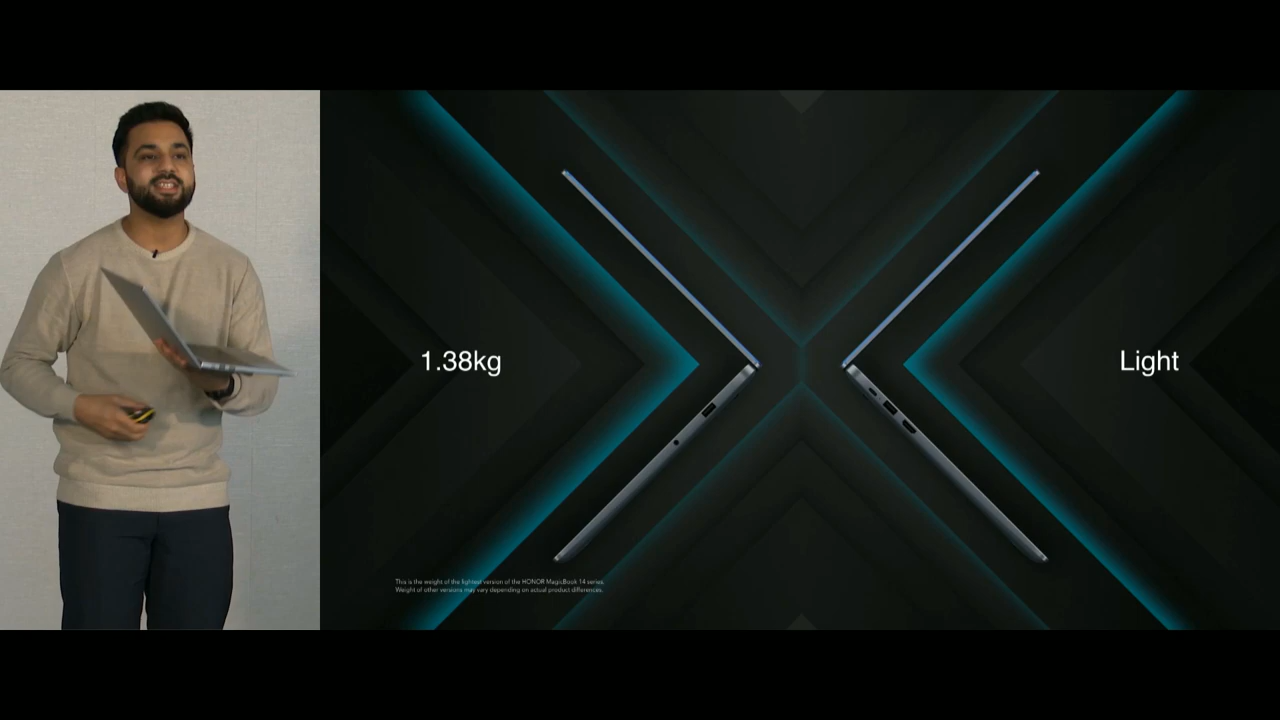 1.38kg
Light
This is the weight of the lightest version of the HONOR MagicBook 14 series.
Weight of other versions may vary depending on actual product differences.